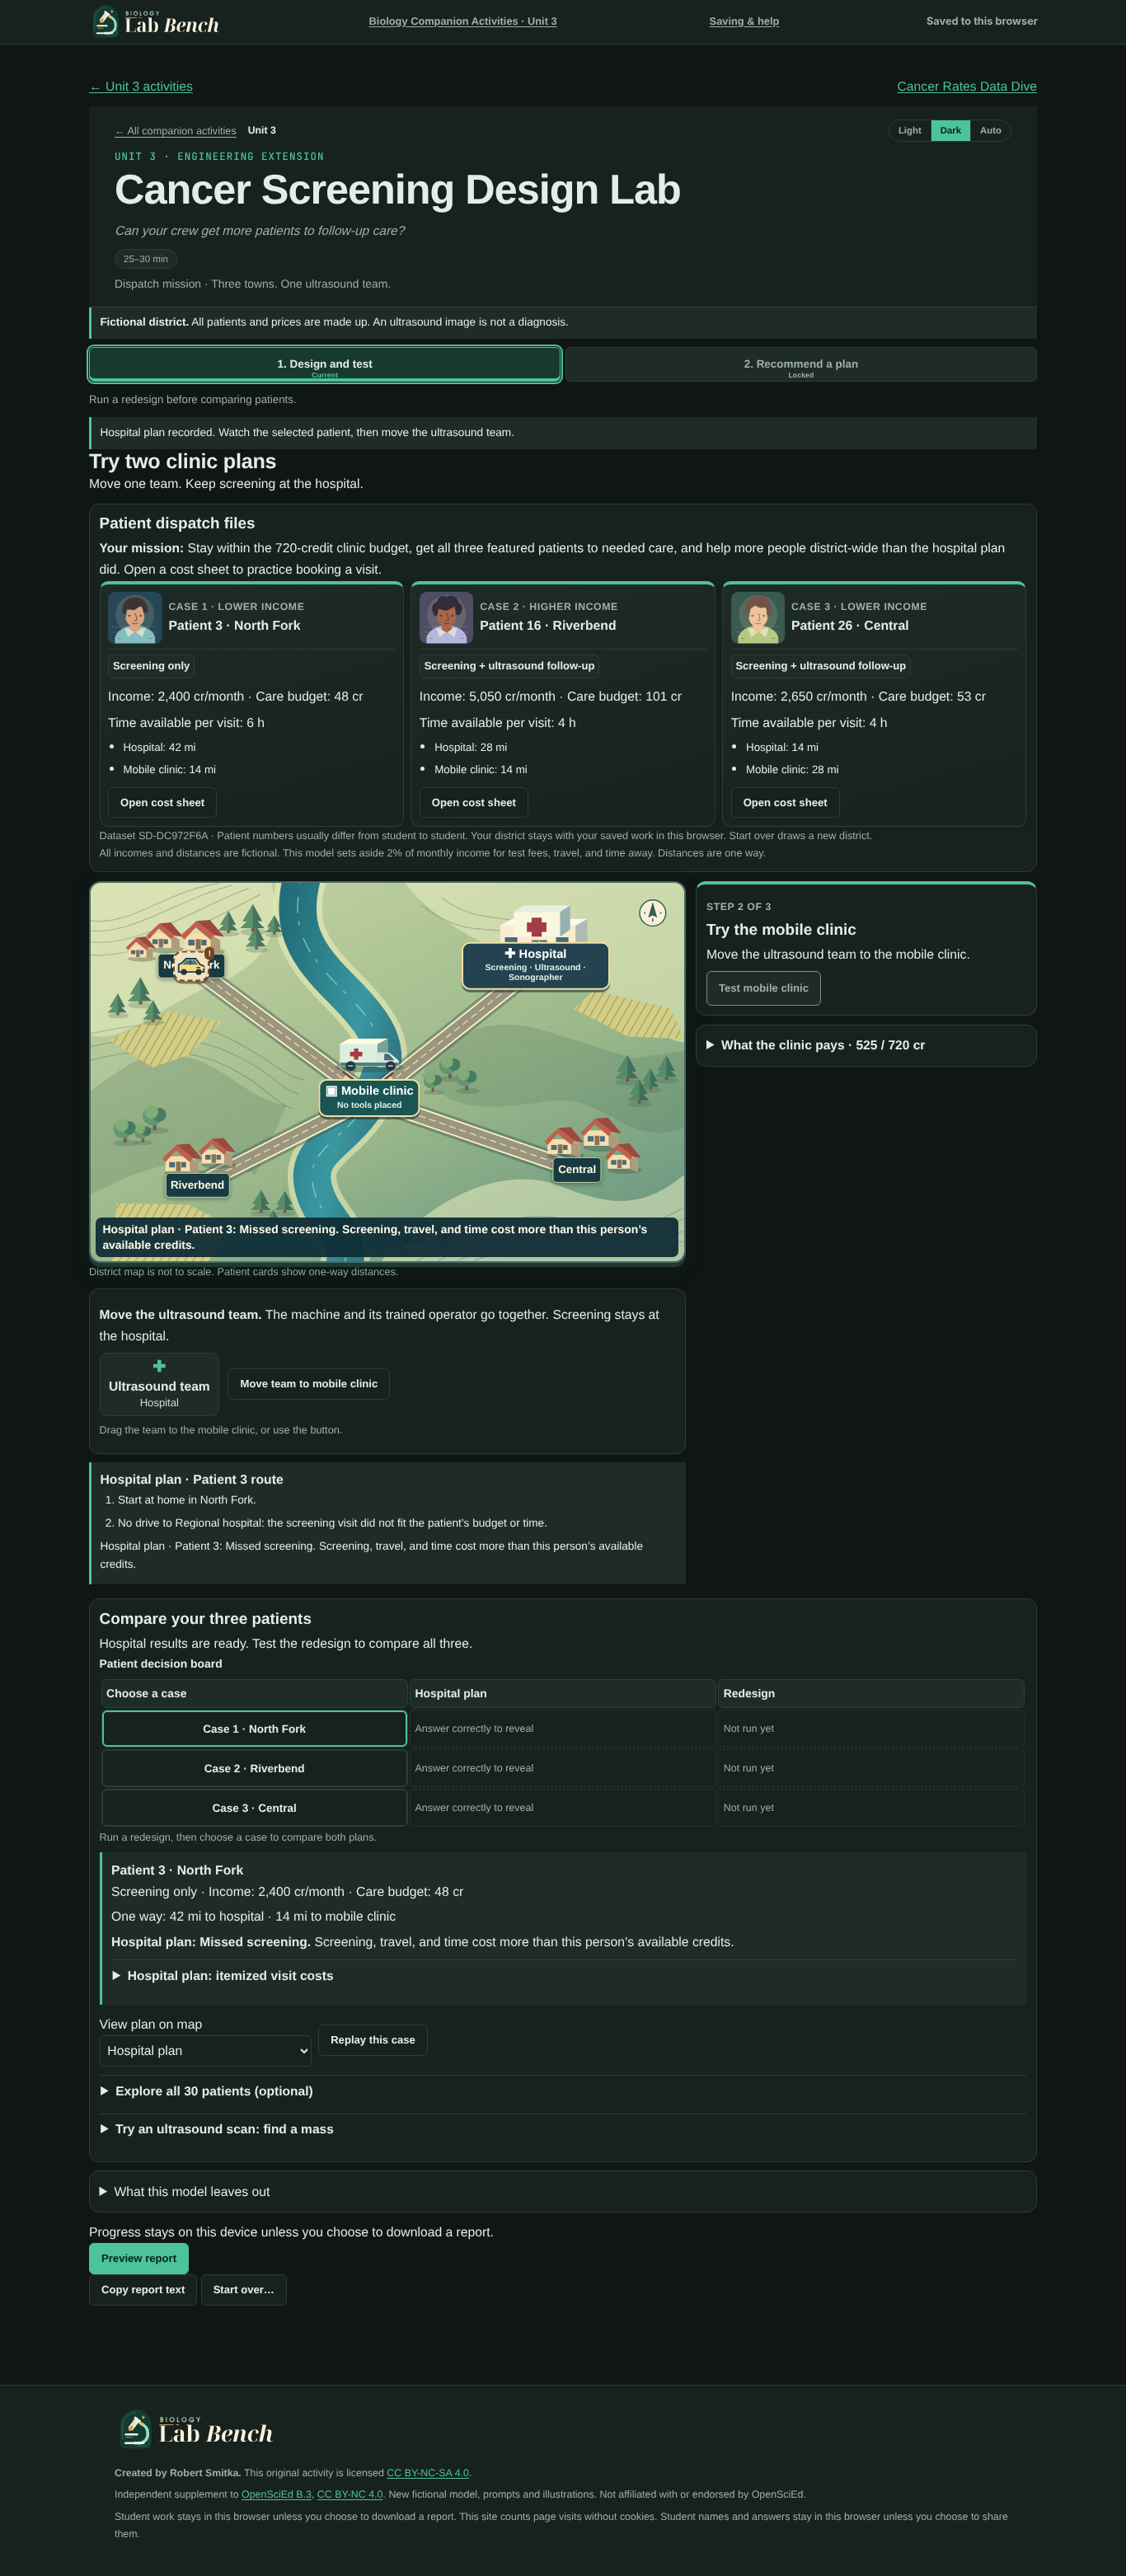 BIOLOGY
Lab Bench
Biology Companion Activities · Unit 3
Saving & help
Saved to this browser
← Unit 3 activities
Cancer Rates Data Dive
← All companion activities
Unit 3
Light
Dark
Auto
UNIT 3 · ENGINEERING EXTENSION
Cancer Screening Design Lab
Can your crew get more patients to follow-up care?
25–30 min
Dispatch mission · Three towns. One ultrasound team.
Fictional district. All patients and prices are made up. An ultrasound image is not a diagnosis.
1. Design and test
Current
2. Recommend a plan
Locked
Run a redesign before comparing patients.
Hospital plan recorded. Watch the selected patient, then move the ultrasound team.
Try two clinic plans
Move one team. Keep screening at the hospital.
Patient dispatch files
Your mission: Stay within the 720-credit clinic budget, get all three featured patients to needed care, and help more people district-wide than the hospital plan
did. Open a cost sheet to practice booking a visit.
CASE 1 · LOWER INCOME
Patient 3 · North Fork
Screening only
Income: 2,400 cr/month · Care budget: 48 cr
Time available per visit: 6 h
• Hospital: 42 mi
• Mobile clinic: 14 mi
Open cost sheet
CASE 2 · HIGHER INCOME
Patient 16 · Riverbend
Screening + ultrasound follow-up
Income: 5,050 cr/month · Care budget: 101 cr
Time available per visit: 4 h
• Hospital: 28 mi
• Mobile clinic: 14 mi
Open cost sheet
CASE 3 · LOWER INCOME
Patient 26 · Central
Screening + ultrasound follow-up
Income: 2,650 cr/month · Care budget: 53 cr
Time available per visit: 4 h
• Hospital: 14 mi
• Mobile clinic: 28 mi
Open cost sheet
Dataset SD-DC972F6A · Patient numbers usually differ from student to student. Your district stays with your saved work in this browser. Start over draws a new district.
All incomes and distances are fictional. This model sets aside 2% of monthly income for test fees, travel, and time away. Distances are one way.
Hospital
Screening · Ultrasound ·
Sonographer
!
Mobile clinic
No tools placed
Riverbend
Central
Hospital plan · Patient 3: Missed screening. Screening, travel, and time cost more than this person’s
available credits.
District map is not to scale. Patient cards show one-way distances.
STEP 2 OF 3
Try the mobile clinic
Move the ultrasound team to the mobile clinic.
Test mobile clinic
What the clinic pays · 525 / 720 cr
Move the ultrasound team. The machine and its trained operator go together. Screening stays at
the hospital.
Ultrasound team
Hospital
Move team to mobile clinic
Drag the team to the mobile clinic, or use the button.
Hospital plan · Patient 3 route
1. Start at home in North Fork.
2. No drive to Regional hospital: the screening visit did not fit the patient’s budget or time.
Hospital plan · Patient 3: Missed screening. Screening, travel, and time cost more than this person’s available
credits.
Compare your three patients
Hospital results are ready. Test the redesign to compare all three.
Patient decision board
Choose a case
Hospital plan
Redesign
Case 1 · North Fork
Answer correctly to reveal
Not run yet
Case 2 · Riverbend
Answer correctly to reveal
Not run yet
Case 3 · Central
Answer correctly to reveal
Not run yet
Run a redesign, then choose a case to compare both plans.
Patient 3 · North Fork
Screening only · Income: 2,400 cr/month · Care budget: 48 cr
One way: 42 mi to hospital · 14 mi to mobile clinic
Hospital plan: Missed screening. Screening, travel, and time cost more than this person’s available credits.
Hospital plan: itemized visit costs
View plan on map
Hospital plan
Replay this case
Explore all 30 patients (optional)
Try an ultrasound scan: find a mass
What this model leaves out
Progress stays on this device unless you choose to download a report.
Preview report
Copy report text
Start over…
BIOLOGY
Lab Bench
Created by Robert Smitka. This original activity is licensed CC BY-NC-SA 4.0.
Independent supplement to OpenSciEd B.3, CC BY-NC 4.0. New fictional model, prompts and illustrations. Not affiliated with or endorsed by OpenSciEd.
Student work stays in this browser unless you choose to download a report. This site counts page visits without cookies. Student names and answers stay in this browser unless you choose to share
them.